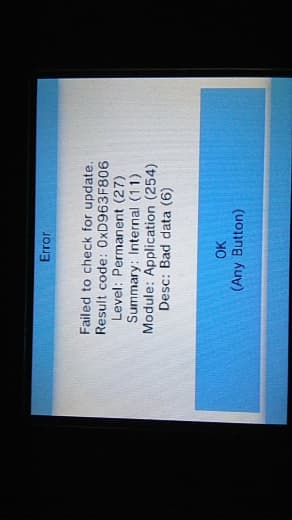 Error
Failed to check for update.
Result code: 0xD963F806
Level: Permanent (27)
Summary: Internal (11)
Module: Application (254)
Desc: Bad data (6)
OK
(Any Button)